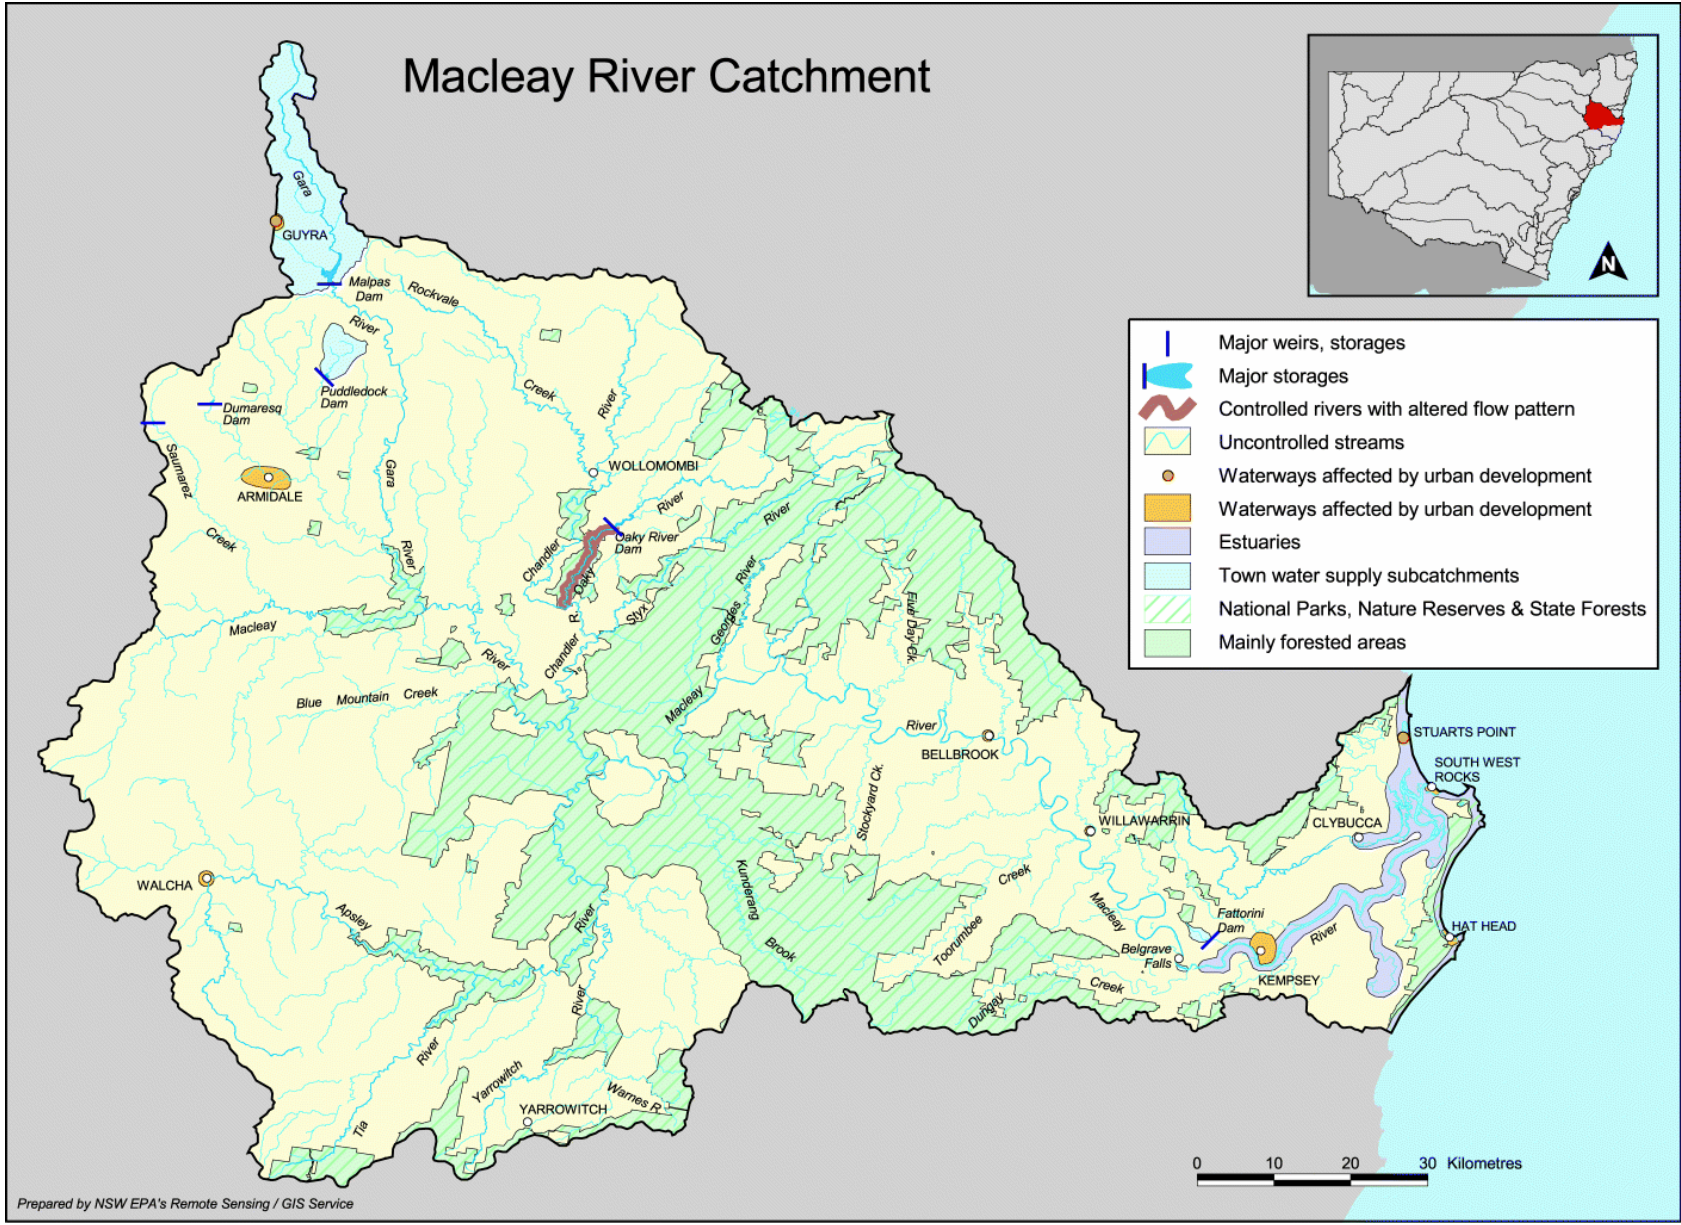 Macleay River Catchment
N
Major weirs, storages
Major storages
Controlled rivers with altered flow pattern
Uncontrolled streams
Waterways affected by urban development
Waterways affected by urban development
Estuaries
Town water supply subcatchments
National Parks, Nature Reserves & State Forests
Mainly forested areas
Gara
GUYRA
Malpas
Dam
Rockvale
River
Creek
River
Puddledock
Dam
Dumaresq
Dam
Saumarez
Creek
ARMIDALE
Gara
River
WOLLOMOMBI
River
River
Oaky River
Dam
Chandler
Oaky
R.
Styx
Chandler
Georges
River
Five Day Ck.
Macleay
River
Blue Mountain Creek
Macleay
River
BELLBROOK
Stockyard Ck.
WILLAWARRIN
STUARTS POINT
SOUTH WEST
ROCKS
CLYBUCCA
WALCHA
Apsley
River
Kunderang
Brook
Creek
Toorumbee
Macleay
Fattorini
Dam
Belgrave
Falls
River
HAT HEAD
KEMPSEY
Creek
Dungay
River
River
Yarrowitch
Warnes R.
YARROWITCH
Tia
0 10 20 30 Kilometres
Prepared by NSW EPA's Remote Sensing / GIS Service